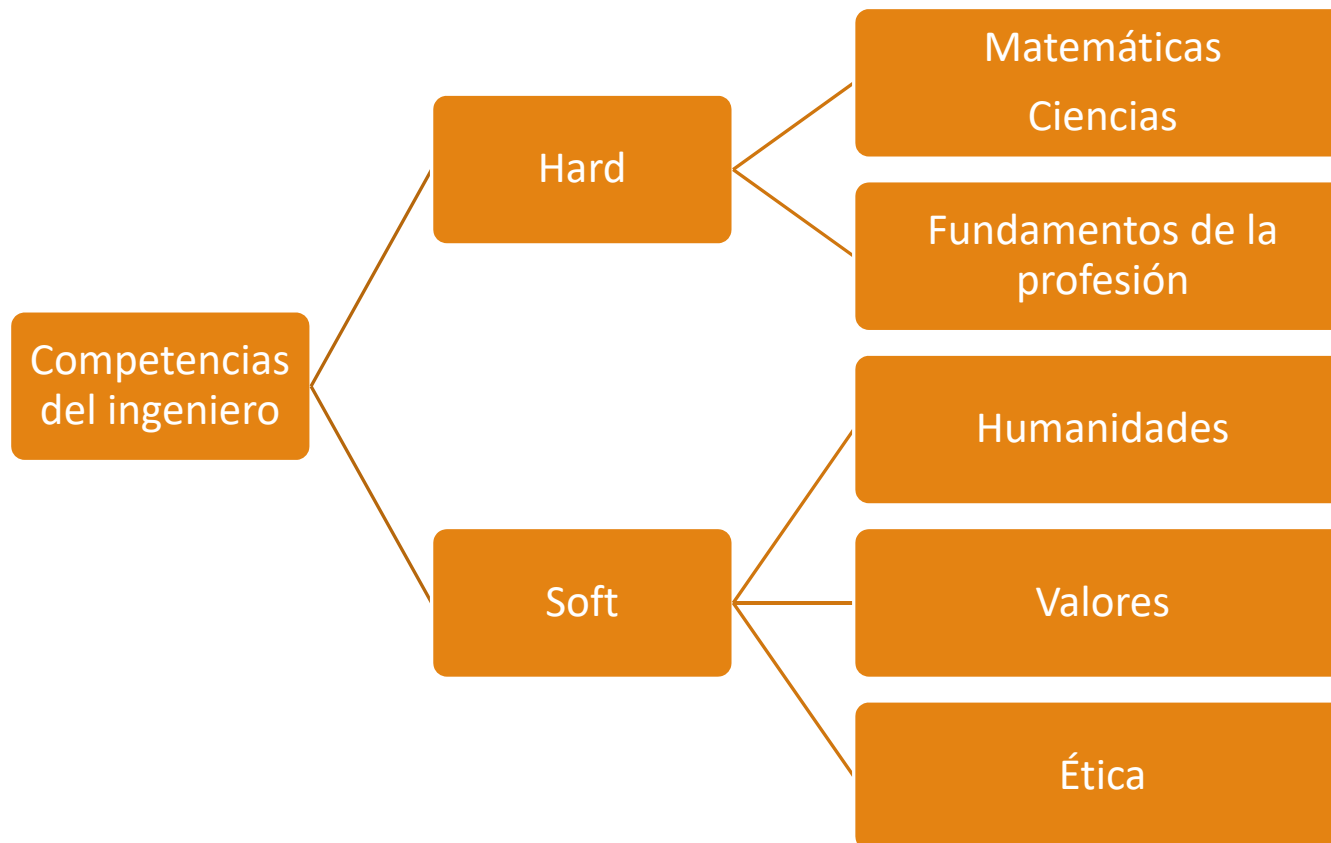 Competencias
del ingeniero
Hard
Matemáticas
Ciencias
Fundamentos de la
profesión
Soft
Humanidades
Valores
Ética